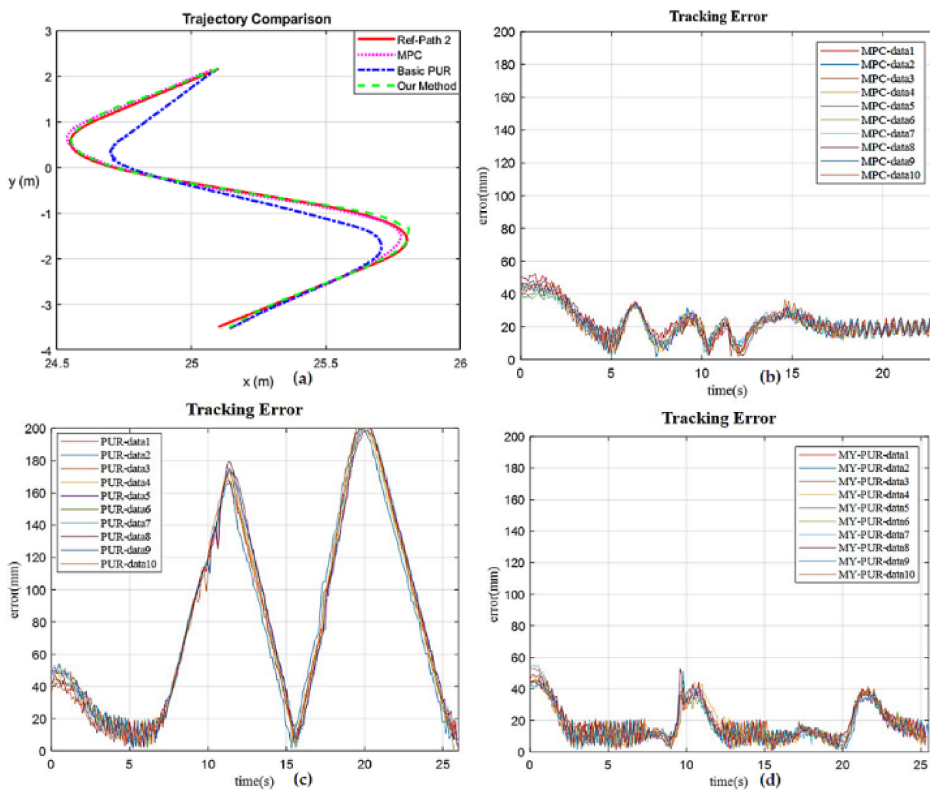 Trajectory Comparison
3
2
1
0
-1
-2
-3
-4
y (m)
24.5
25
25.5
26
x (m)
(a)
Ref-Path 2
MPC
Basic PUR
Our Method
Tracking Error
200
180
160
140
120
100
80
60
40
20
0
error(mm)
0
5
10
15
20
time(s)
(b)
MPC-data1
MPC-data2
MPC-data3
MPC-data4
MPC-data5
MPC-data6
MPC-data7
MPC-data8
MPC-data9
MPC-data10
Tracking Error
200
180
160
140
120
100
80
60
40
20
0
error(mm)
0
5
10
15
20
25
time(s)
(c)
PUR-data1
PUR-data2
PUR-data3
PUR-data4
PUR-data5
PUR-data6
PUR-data7
PUR-data8
PUR-data9
PUR-data10
Tracking Error
200
180
160
140
120
100
80
60
40
20
0
error(mm)
0
5
10
15
20
25
time(s)
(d)
MY-PUR-data1
MY-PUR-data2
MY-PUR-data3
MY-PUR-data4
MY-PUR-data5
MY-PUR-data6
MY-PUR-data7
MY-PUR-data8
MY-PUR-data9
MY-PUR-data10